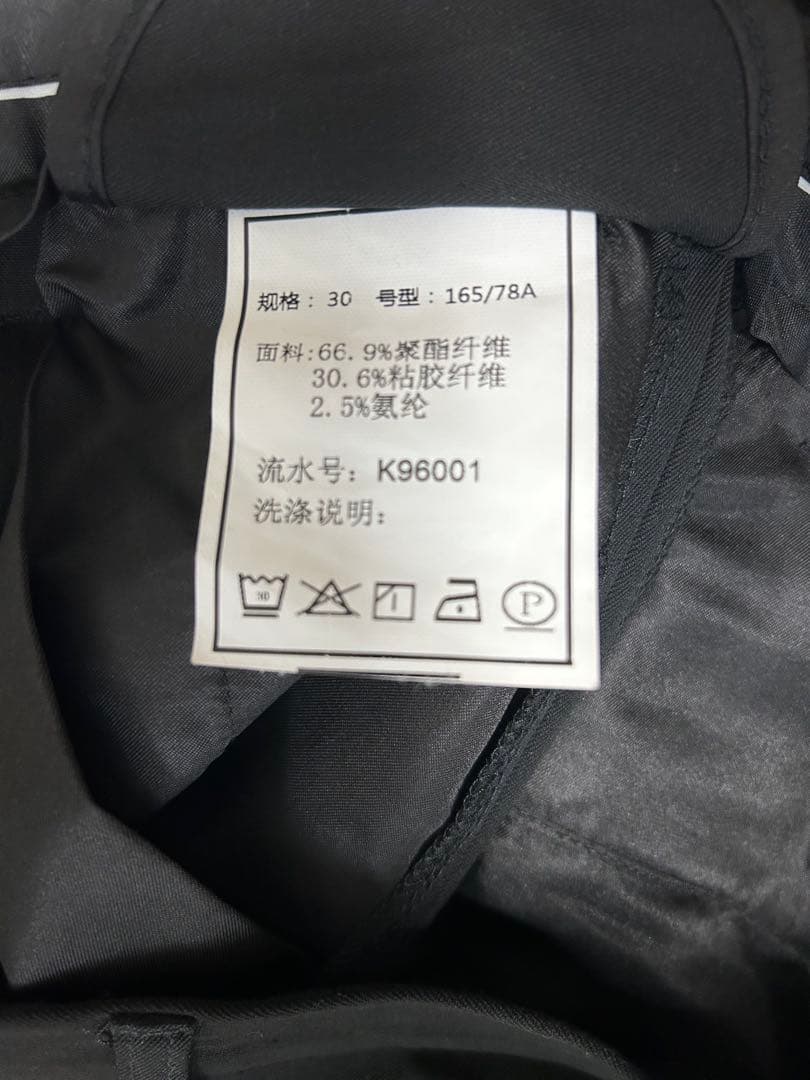 规格：30 号型：165/78A
面料:66.9%聚酯纤维
30.6%粘胶纤维
2.5%氨纶
流水号：K96001
洗涤说明：
30
P